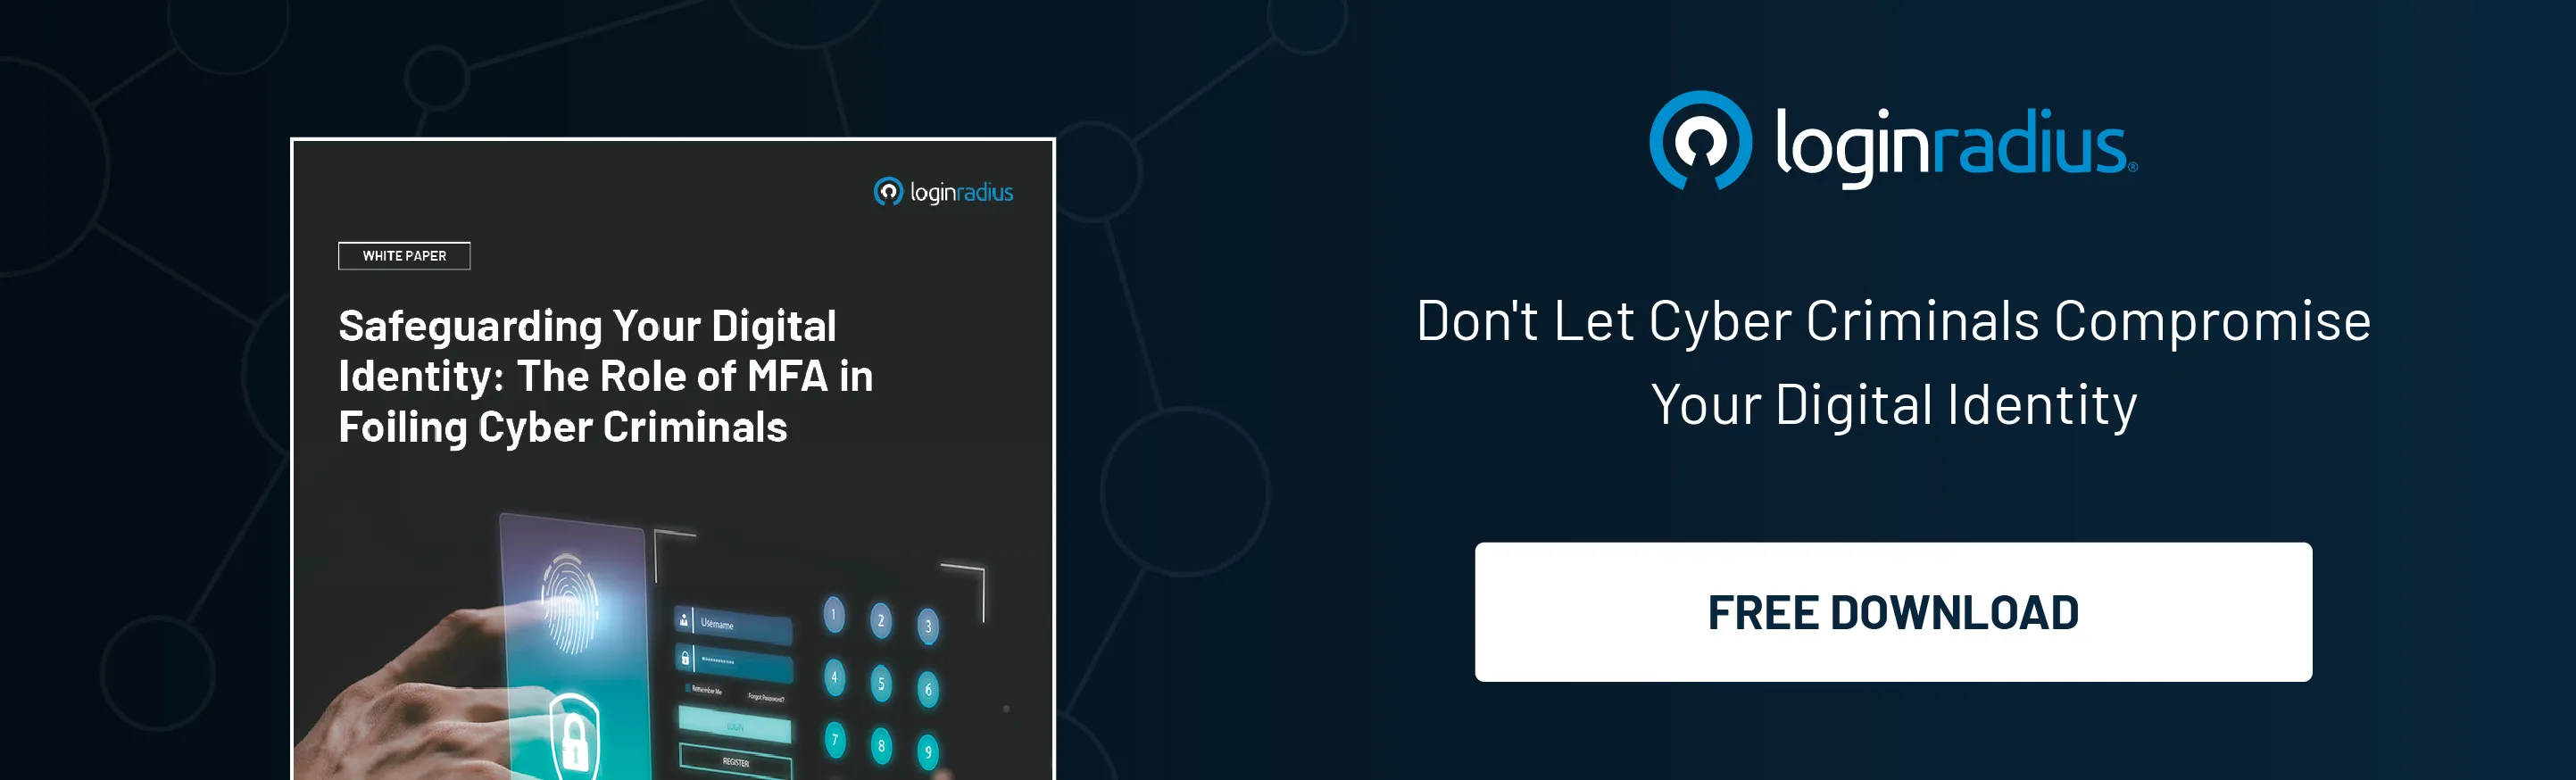 loginradius
WHITE PAPER
Safeguarding Your Digital
Identity: The Role of MFA in
Foiling Cyber Criminals
Username
Remember Me
Forgot Password?
LOGIN
REGISTER
1 2 3
4 5 6
7 8 9
loginradius®
Don't Let Cyber Criminals Compromise
Your Digital Identity
FREE DOWNLOAD